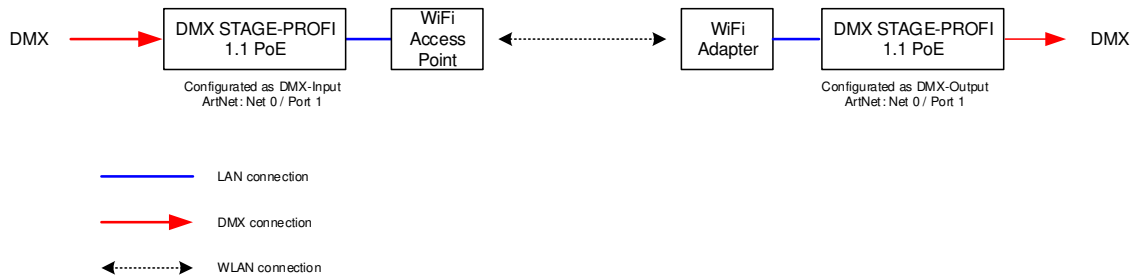 DMX
DMX STAGE-PROFI
1.1 PoE
WiFi
Access
Point
WiFi
Adapter
DMX STAGE-PROFI
1.1 PoE
DMX
Configurated as DMX-Input
ArtNet: Net 0 / Port 1
Configurated as DMX-Output
ArtNet: Net 0 / Port 1
LAN connection
DMX connection
WLAN connection